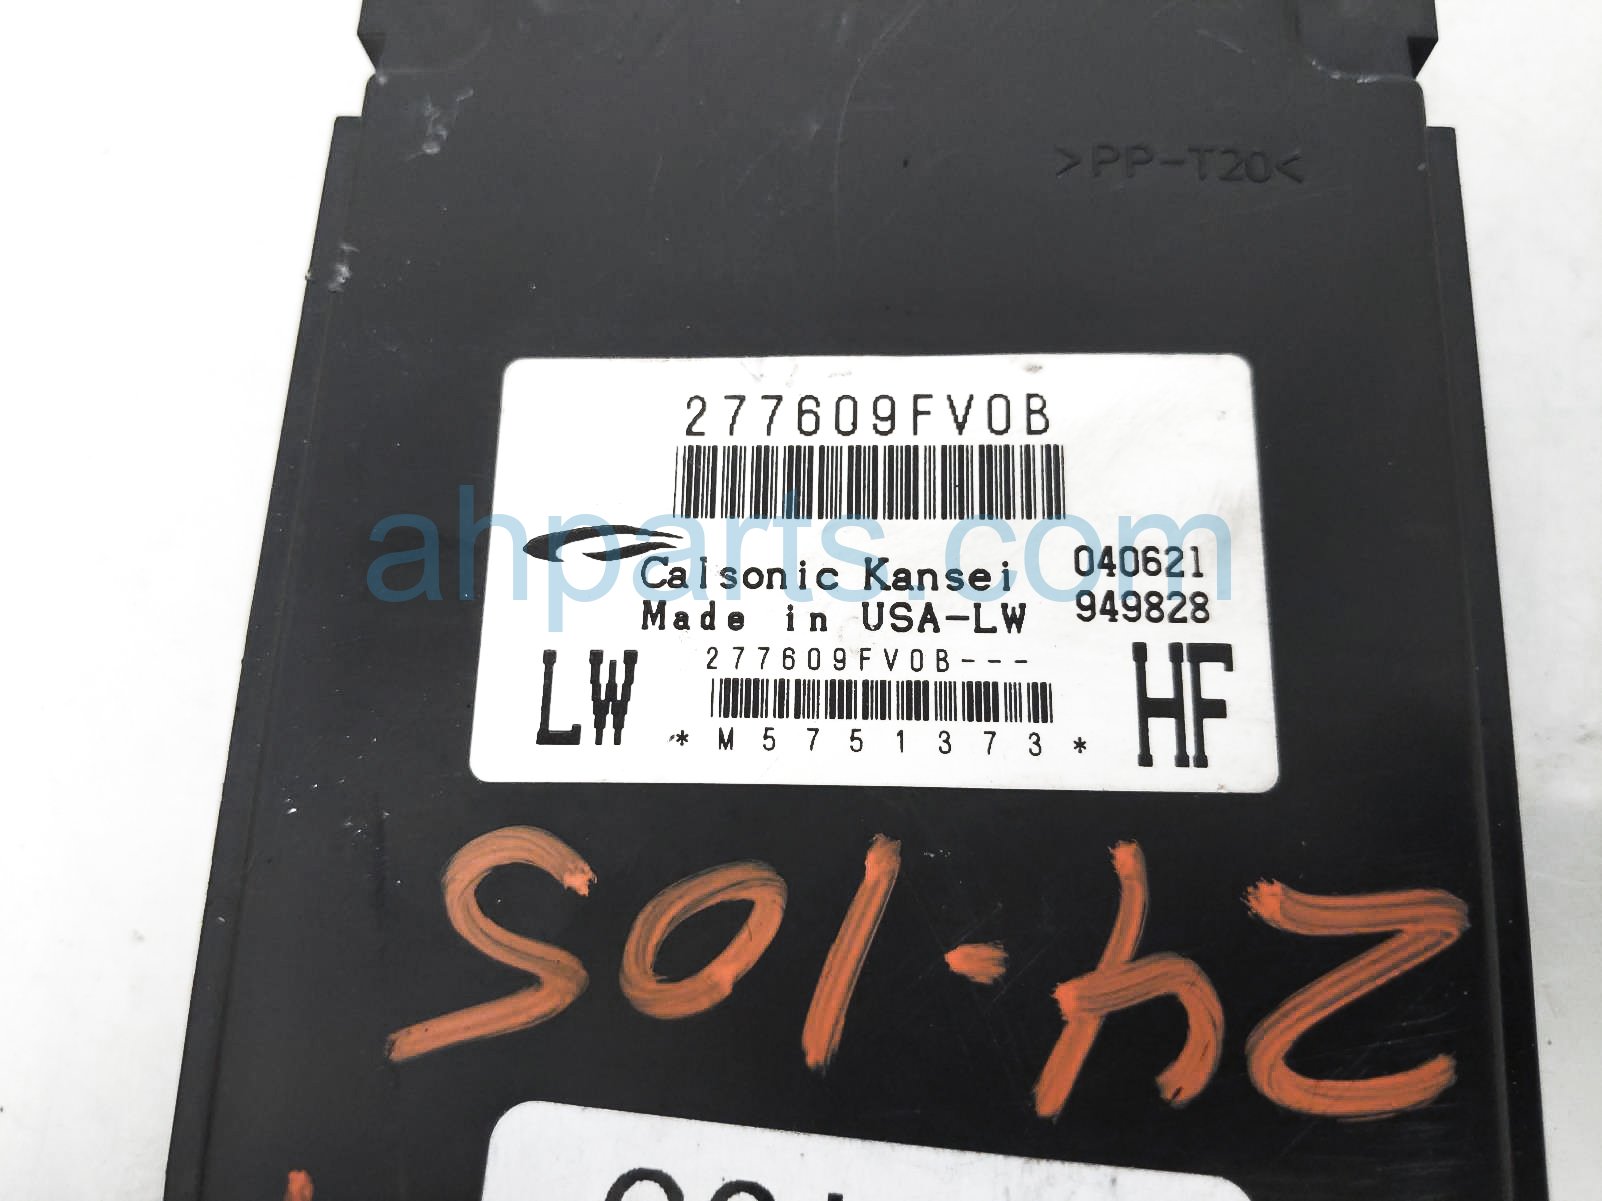 >PP-T20<
277609FV0B
ahparts.com
Calsonic Kansei 040621
Made in USA-LW 949828
277609FV0B---
LW *M5751373* HF
24-105